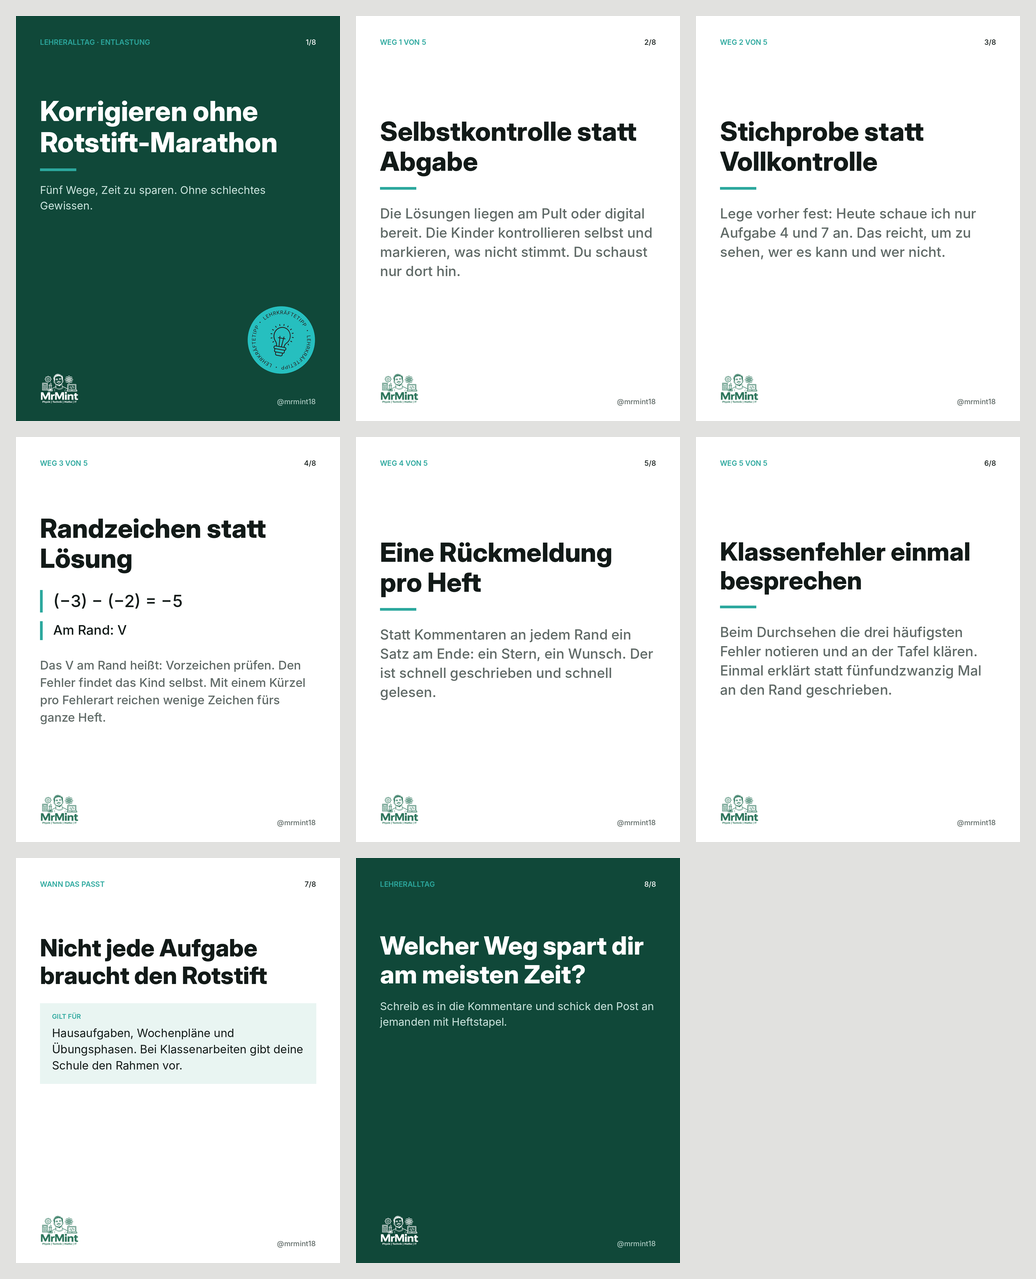 LEHRERALLTAG · ENTLASTUNG
1/8
Korrigieren ohne
Rotstift-Marathon
Fünf Wege, Zeit zu sparen. Ohne schlechtes
Gewissen.
LEHRKRÄFTETIPP · LEHRKRÄFTETIPP · LEHRKRÄFTETIPP ·
MrMint
@mrmint18
WEG 1 VON 5
2/8
Selbstkontrolle statt
Abgabe
Die Lösungen liegen am Pult oder digital
bereit. Die Kinder kontrollieren selbst und
markieren, was nicht stimmt. Du schaust
nur dort hin.
MrMint
@mrmint18
WEG 2 VON 5
3/8
Stichprobe statt
Vollkontrolle
Lege vorher fest: Heute schaue ich nur
Aufgabe 4 und 7 an. Das reicht, um zu
sehen, wer es kann und wer nicht.
MrMint
@mrmint18
WEG 3 VON 5
4/8
Randzeichen statt
Lösung
(−3) − (−2) = −5
Am Rand: V
Das V am Rand heißt: Vorzeichen prüfen. Den
Fehler findet das Kind selbst. Mit einem Kürzel
pro Fehlerart reichen wenige Zeichen fürs
ganze Heft.
MrMint
@mrmint18
WEG 4 VON 5
5/8
Eine Rückmeldung
pro Heft
Statt Kommentaren an jedem Rand ein
Satz am Ende: ein Stern, ein Wunsch. Der
ist schnell geschrieben und schnell
gelesen.
MrMint
@mrmint18
WEG 5 VON 5
6/8
Klassenfehler einmal
besprechen
Beim Durchsehen die drei häufigsten
Fehler notieren und an der Tafel klären.
Einmal erklärt statt fünfundzwanzig Mal
an den Rand geschrieben.
MrMint
@mrmint18
WANN DAS PASST
7/8
Nicht jede Aufgabe
braucht den Rotstift
GILT FÜR
Hausaufgaben, Wochenpläne und
Übungsphasen. Bei Klassenarbeiten gibt deine
Schule den Rahmen vor.
MrMint
@mrmint18
LEHRERALLTAG
8/8
Welcher Weg spart dir
am meisten Zeit?
Schreib es in die Kommentare und schick den Post an
jemanden mit Heftstapel.
MrMint
@mrmint18